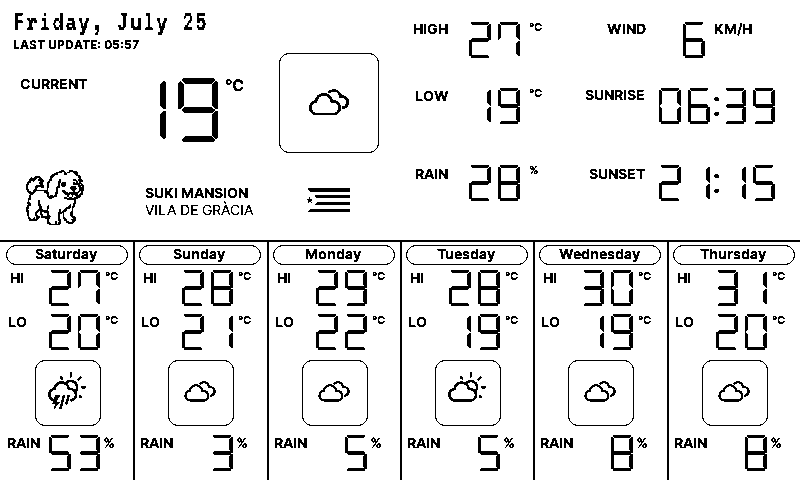 Friday, July 25
LAST UPDATE: 05:57
CURRENT 19 °C
SUKI MANSION
VILA DE GRÀCIA
HIGH 27 °C
LOW 19 °C
RAIN 28 %
WIND 6 KM/H
SUNRISE 06:39
SUNSET 21:15
Saturday
HI 27 °C
LO 20 °C
RAIN 53 %
Sunday
HI 28 °C
LO 21 °C
RAIN 3 %
Monday
HI 29 °C
LO 22 °C
RAIN 5 %
Tuesday
HI 28 °C
LO 19 °C
RAIN 5 %
Wednesday
HI 30 °C
LO 19 °C
RAIN 8 %
Thursday
HI 31 °C
LO 20 °C
RAIN 8 %